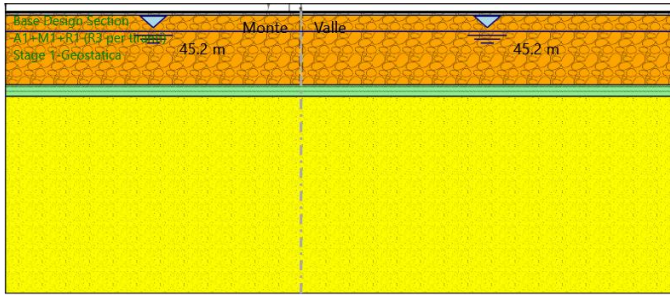 Base Design Section
Monte
Valle
A1+M1+R1 (R3 per tiranti)
45.2 m
45.2 m
Stage 1-Geostatica